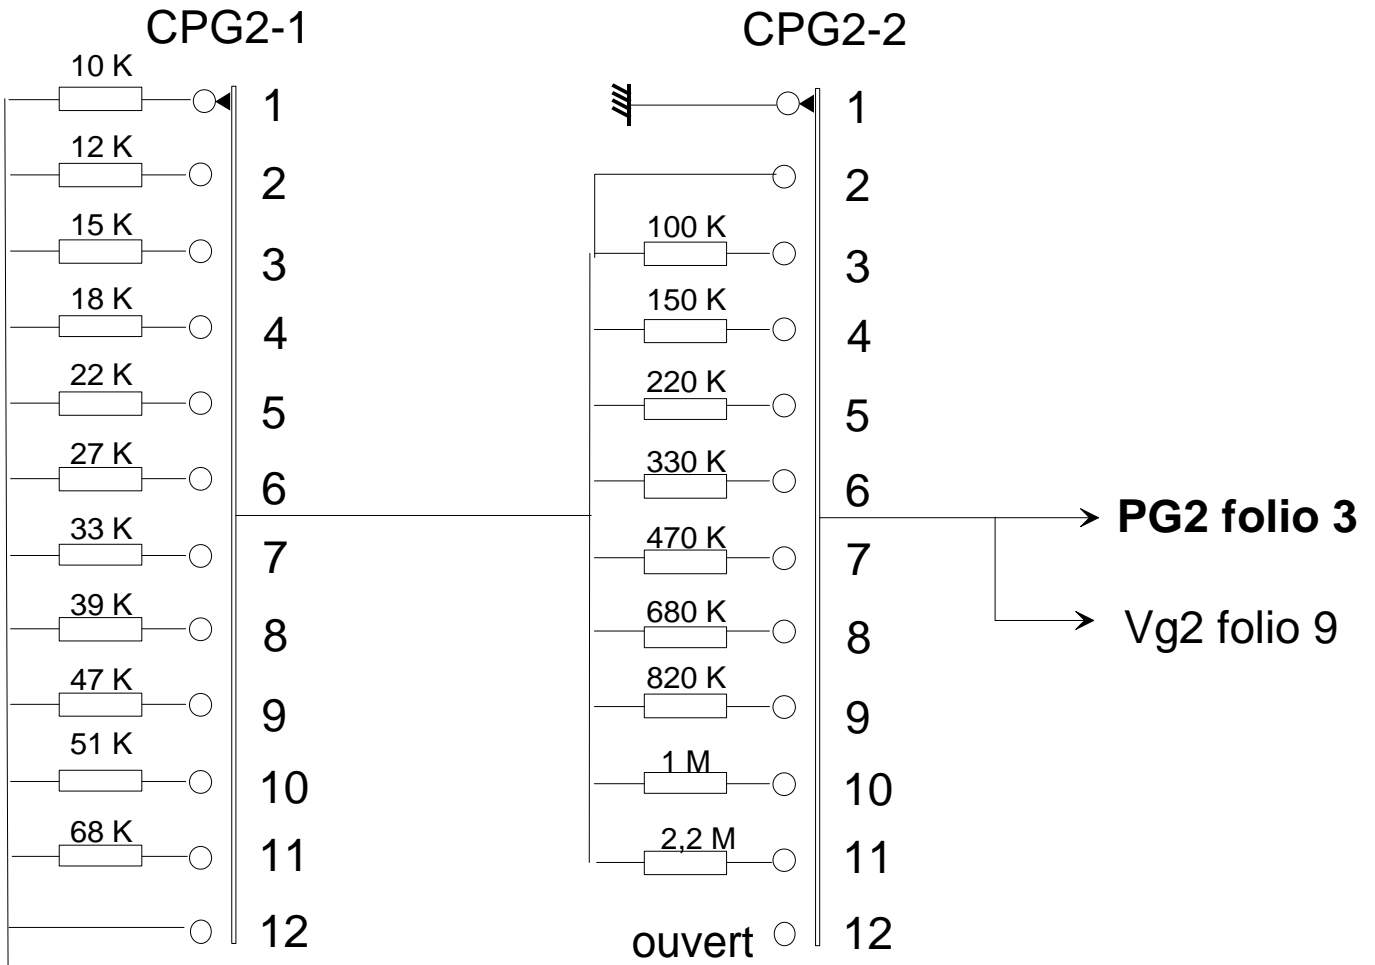 CPG2-1
10 K
1
12 K
2
15 K
3
18 K
4
22 K
5
27 K
6
33 K
7
39 K
8
47 K
9
51 K
10
68 K
11
12
CPG2-2
1
2
100 K
3
150 K
4
220 K
5
330 K
6
470 K
7
680 K
8
820 K
9
1 M
10
2,2 M
11
ouvert
12
PG2 folio 3
Vg2 folio 9